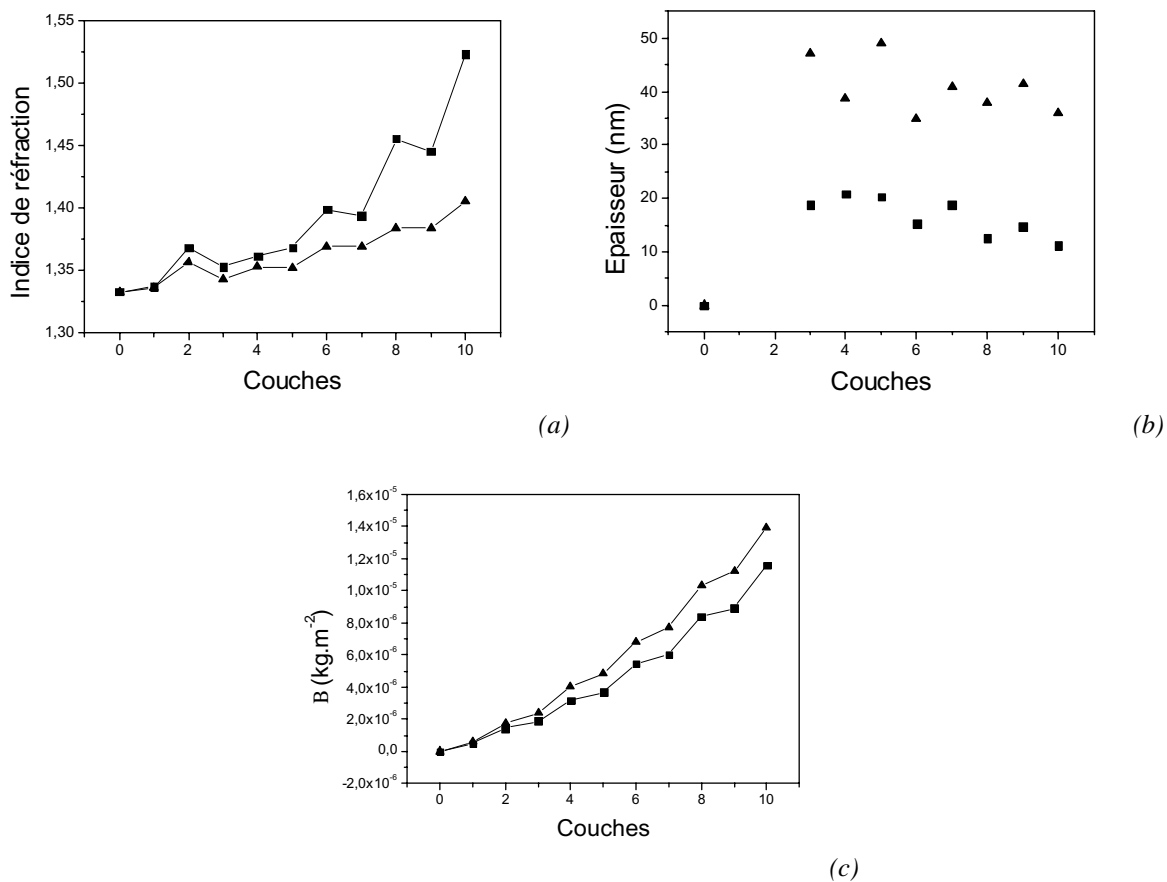 1,55
1,50
1,45
1,40
1,35
1,30
Indice de réfraction
0 2 4 6 8 10
Couches
(a)
50
40
30
20
10
0
Epaisseur (nm)
0 2 4 6 8 10
Couches
(b)
1,6x10⁻⁵
1,4x10⁻⁵
1,2x10⁻⁵
1,0x10⁻⁵
8,0x10⁻⁶
6,0x10⁻⁶
4,0x10⁻⁶
2,0x10⁻⁶
0,0
-2,0x10⁻⁶
B (kg.m⁻²)
0 2 4 6 8 10
Couches
(c)